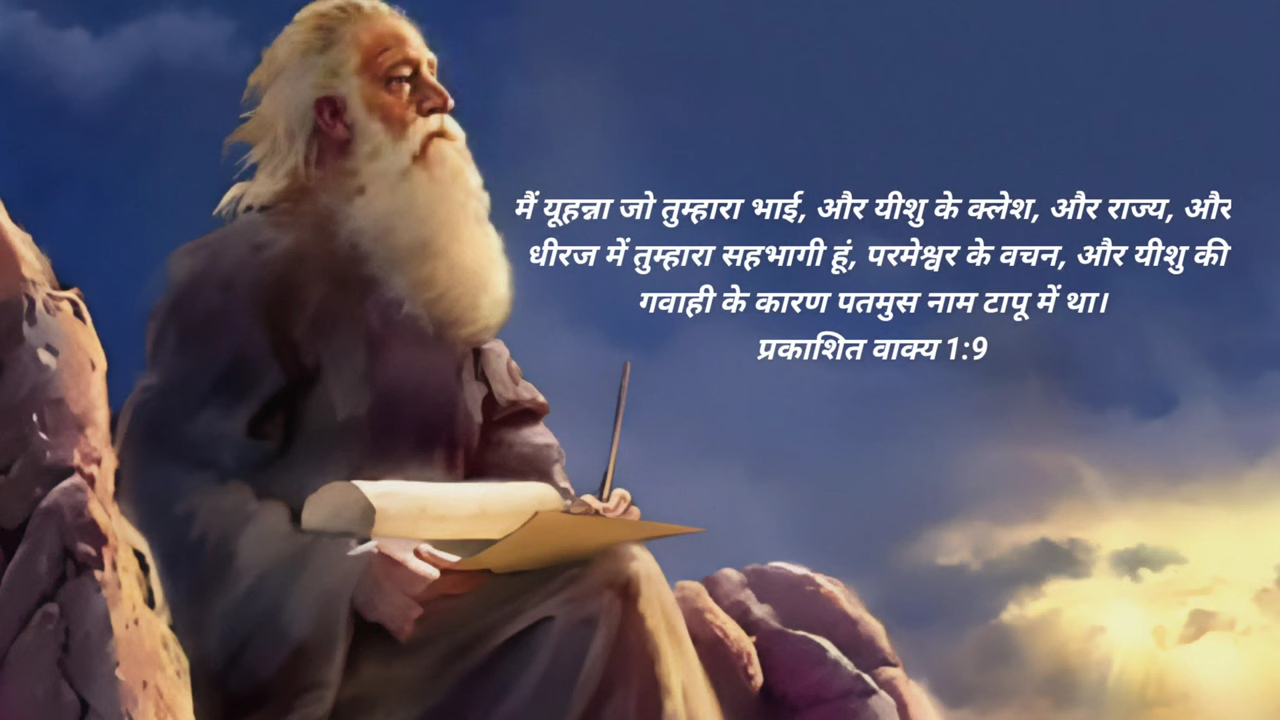 मैं यूहन्ना जो तुम्हारा भाई, और यीशु के क्लेश, और राज्य, और
धीरज में तुम्हारा सहभागी हूं, परमेश्वर के वचन, और यीशु की
गवाही के कारण पतमुस नाम टापू में था।
प्रकाशित वाक्य 1:9